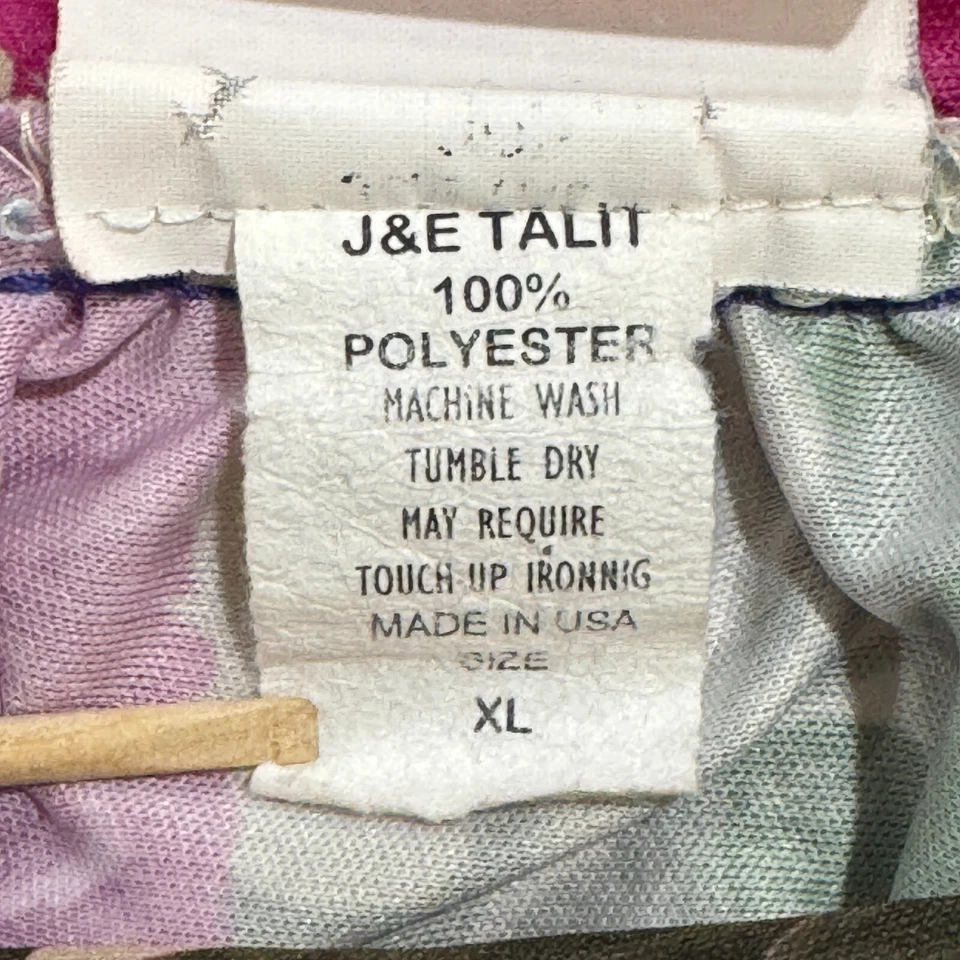 J&E TALIT
100%
POLYESTER
MACHINE WASH
TUMBLE DRY
MAY REQUIRE
TOUCH UP IRONNIG
MADE IN USA
SIZE
XL